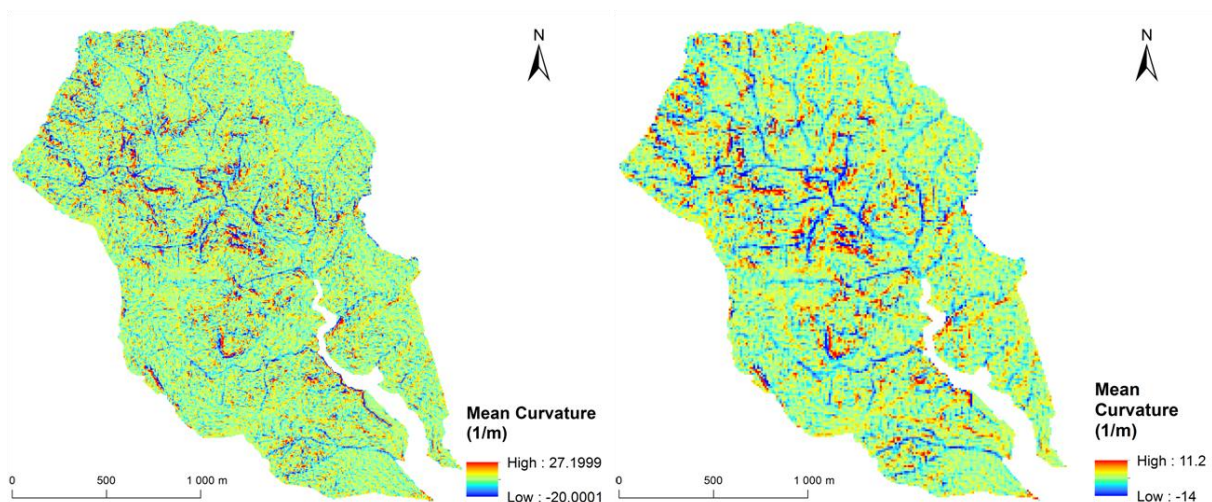 N
Mean Curvature
(1/m)
High : 27.1999
Low : -20.0001
0 500 1 000 m
N
Mean
Curvature
(1/m)
High : 11.2
Low : -14
0 500 1 000 m